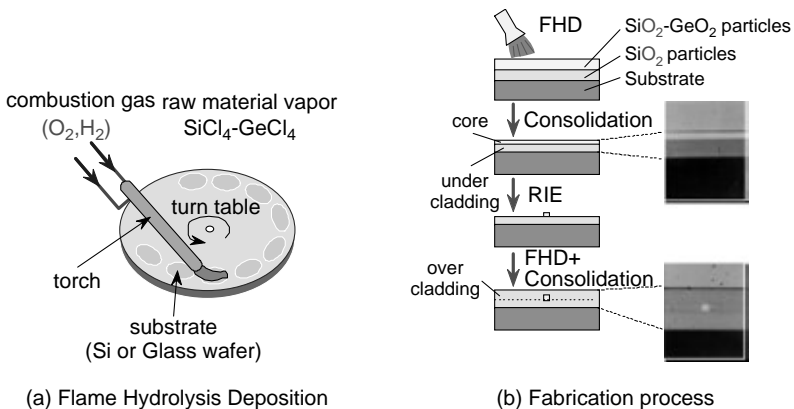 combustion gas
(O2,H2)
raw material vapor
SiCl4-GeCl4
turn table
torch
substrate
(Si or Glass wafer)
(a) Flame Hydrolysis Deposition
FHD
SiO2-GeO2 particles
SiO2 particles
Substrate
Consolidation
core
under
cladding
RIE
FHD+
Consolidation
over
cladding
(b) Fabrication process